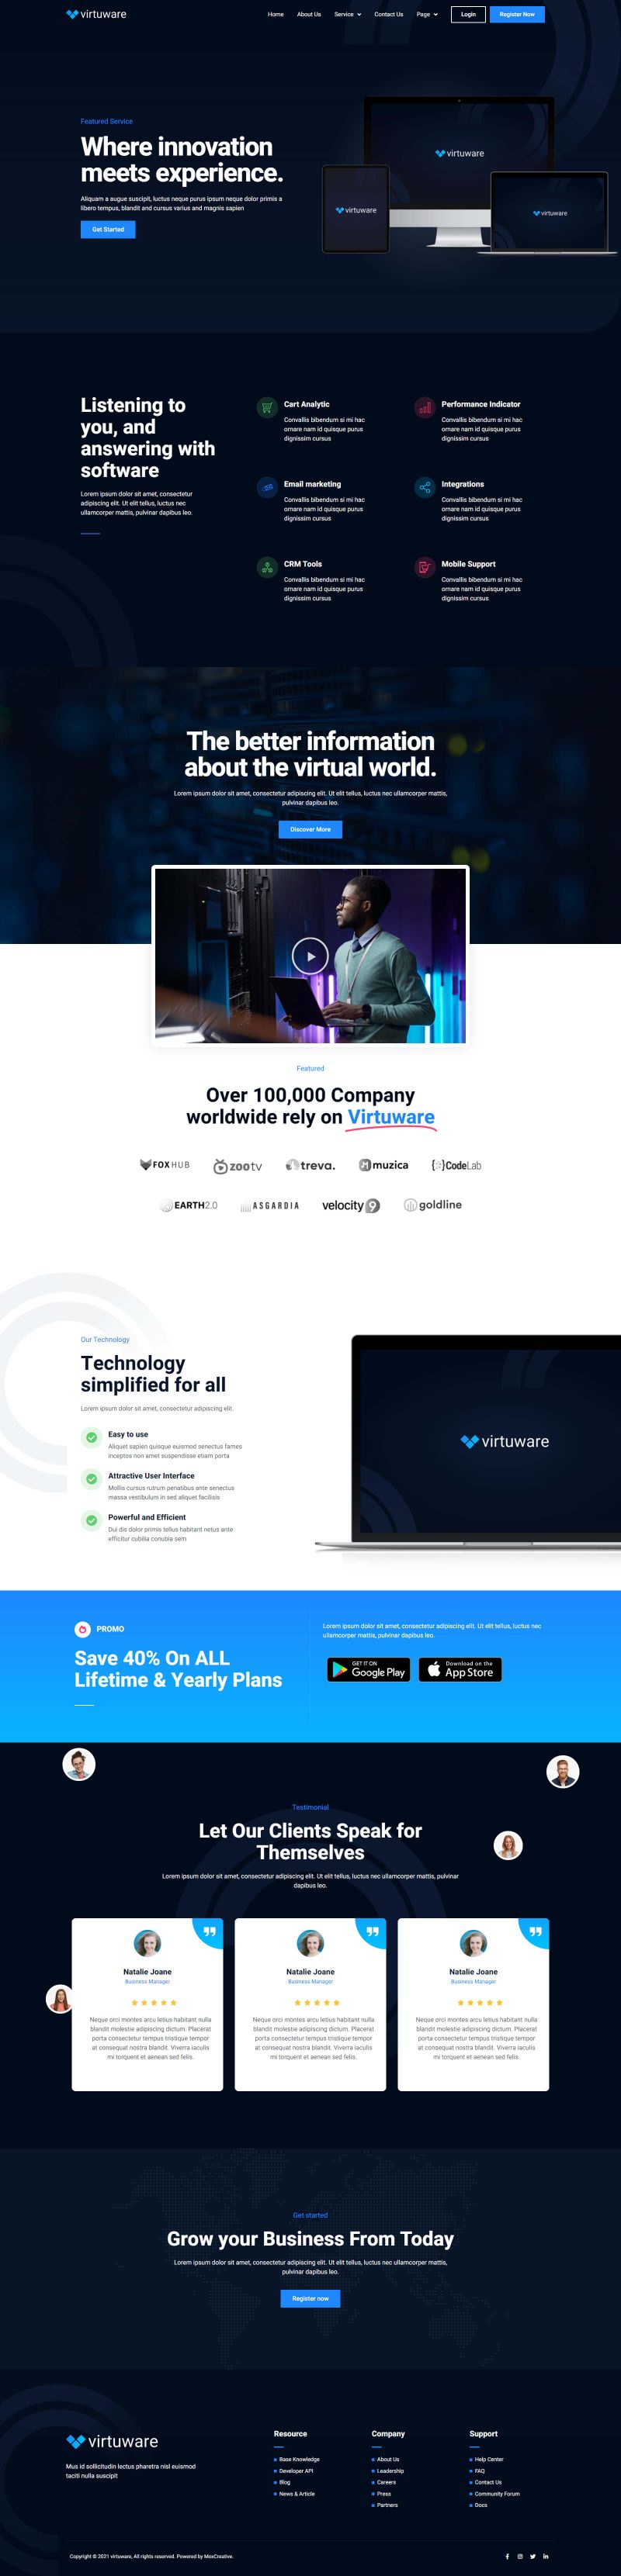 virtuware
Home About Us Service Contact Us Page Login Register Now
Featured Service
Where innovation
meets experience.
Aliquam a augue suscipit, luctus neque purus ipsum neque dolor primis a
libero tempus, blandit and cursus varius and magnis sapien
Get Started
virtuware
virtuware
virtuware
Listening to
you, and
answering with
software
Lorem ipsum dolor sit amet, consectetur
adipiscing elit. Ut elit tellus, luctus nec
ullamcorper mattis, pulvinar dapibus leo.
Cart Analytic
Convallis bibendum si mi hac
ornare nam id quisque purus
dignissim cursus
Performance Indicator
Convallis bibendum si mi hac
ornare nam id quisque purus
dignissim cursus
Email marketing
Convallis bibendum si mi hac
ornare nam id quisque purus
dignissim cursus
Integrations
Convallis bibendum si mi hac
ornare nam id quisque purus
dignissim cursus
CRM Tools
Convallis bibendum si mi hac
ornare nam id quisque purus
dignissim cursus
Mobile Support
Convallis bibendum si mi hac
ornare nam id quisque purus
dignissim cursus
The better information
about the virtual world.
Lorem ipsum dolor sit amet, consectetur adipiscing elit. Ut elit tellus, luctus nec ullamcorper mattis,
pulvinar dapibus leo.
Discover More
Featured
Over 100,000 Company
worldwide rely on Virtuware
FOXHUB zootv treva. muzica CodeLab
EARTH2.0 ASGARDIA velocity9 goldline
Our Technology
Technology
simplified for all
Lorem ipsum dolor sit amet, consectetur adipiscing elit.
Easy to use
Aliquet sapien quisque euismod senectus fames
inceptos non amet suspendisse etiam porta
Attractive User Interface
Mollis cursus rutrum penatibus ante senectus
massa vestibulum in sed aliquet facilisis
Powerful and Efficient
Dui dis dolor primis tellus habitant netus ante
efficitur cubilia conubia sem
virtuware
PROMO
Save 40% On ALL
Lifetime & Yearly Plans
Lorem ipsum dolor sit amet, consectetur adipiscing elit. Ut elit tellus, luctus nec
ullamcorper mattis, pulvinar dapibus leo.
GET IT ON
Google Play
Download on the
App Store
Testimonial
Let Our Clients Speak for
Themselves
Lorem ipsum dolor sit amet, consectetur adipiscing elit. Ut elit tellus, luctus nec ullamcorper mattis, pulvinar
dapibus leo.
Natalie Joane
Business Manager
Neque orci montes arcu letius habitant nulla
blandit molestie adipiscing dictum. Placerat
porta consectetur tempus tristique tempor
at consequat nostra blandit. Viverra iaculis
mi torquent et aenean sed felis.
Natalie Joane
Business Manager
Neque orci montes arcu letius habitant nulla
blandit molestie adipiscing dictum. Placerat
porta consectetur tempus tristique tempor
at consequat nostra blandit. Viverra iaculis
mi torquent et aenean sed felis.
Natalie Joane
Business Manager
Neque orci montes arcu letius habitant nulla
blandit molestie adipiscing dictum. Placerat
porta consectetur tempus tristique tempor
at consequat nostra blandit. Viverra iaculis
mi torquent et aenean sed felis.
Get started
Grow your Business From Today
Lorem ipsum dolor sit amet, consectetur adipiscing elit. Ut elit tellus, luctus nec ullamcorper mattis,
pulvinar dapibus leo.
Register now
virtuware
Mus id sollicitudin lectus pharetra nisl euismod
taciti nulla suscipit
Resource
Base Knowledge
Developer API
Blog
News & Article
Company
About Us
Leadership
Careers
Press
Partners
Support
Help Center
FAQ
Contact Us
Community Forum
Docs
Copyright © 2021 virtuware, All rights reserved. Powered by MoxCreative.